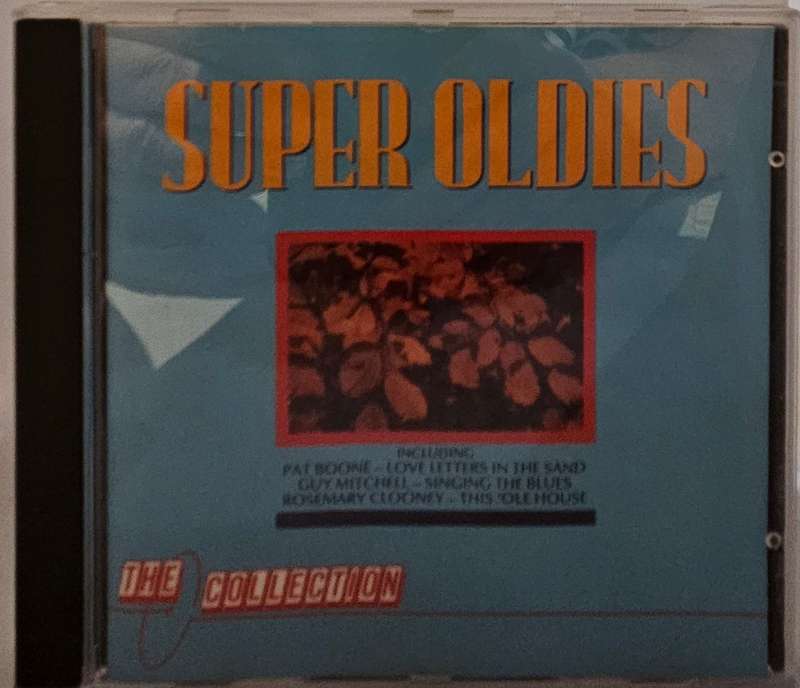 SUPER OLDIES
INCLUDING
PAT BOONE – LOVE LETTERS IN THE SAND
GUY MITCHELL – SINGING THE BLUES
ROSEMARY CLOONEY – THIS 'OLE HOUSE
THE COLLECTION